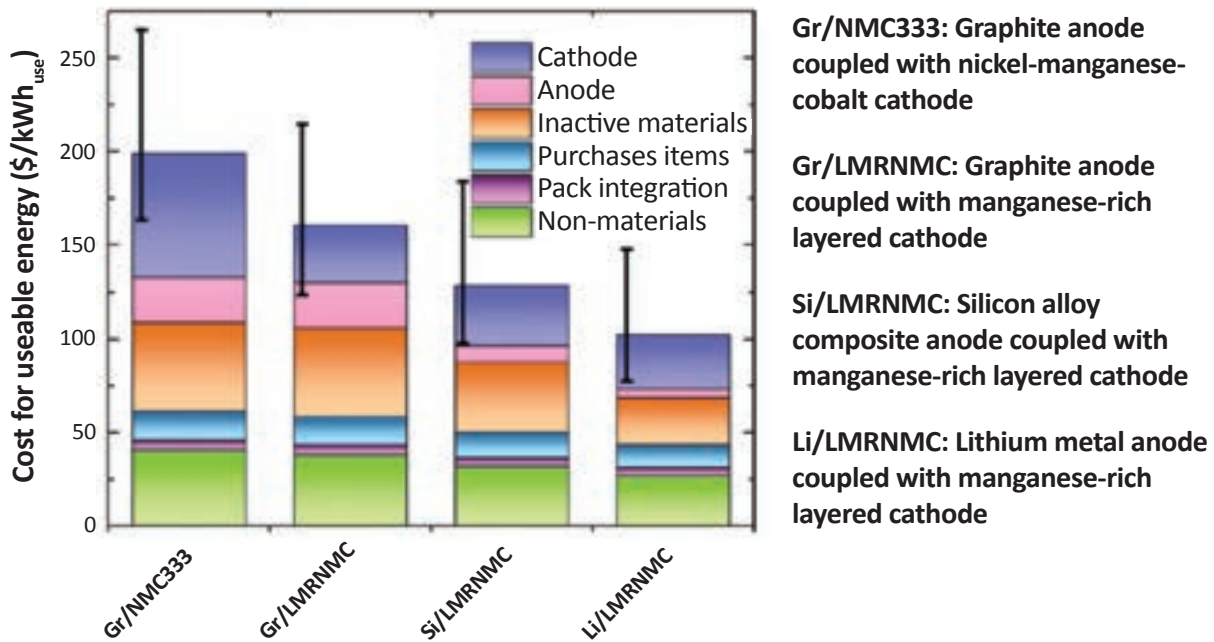 Cost for useable energy ($/kWh_use)
250
200
150
100
50
0
Cathode
Anode
Inactive materials
Purchases items
Pack integration
Non-materials
Gr/NMC333
Gr/LMRNMC
Si/LMRNMC
Li/LMRNMC
Gr/NMC333: Graphite anode
coupled with nickel-manganese-
cobalt cathode
Gr/LMRNMC: Graphite anode
coupled with manganese-rich
layered cathode
Si/LMRNMC: Silicon alloy
composite anode coupled with
manganese-rich layered cathode
Li/LMRNMC: Lithium metal anode
coupled with manganese-rich
layered cathode